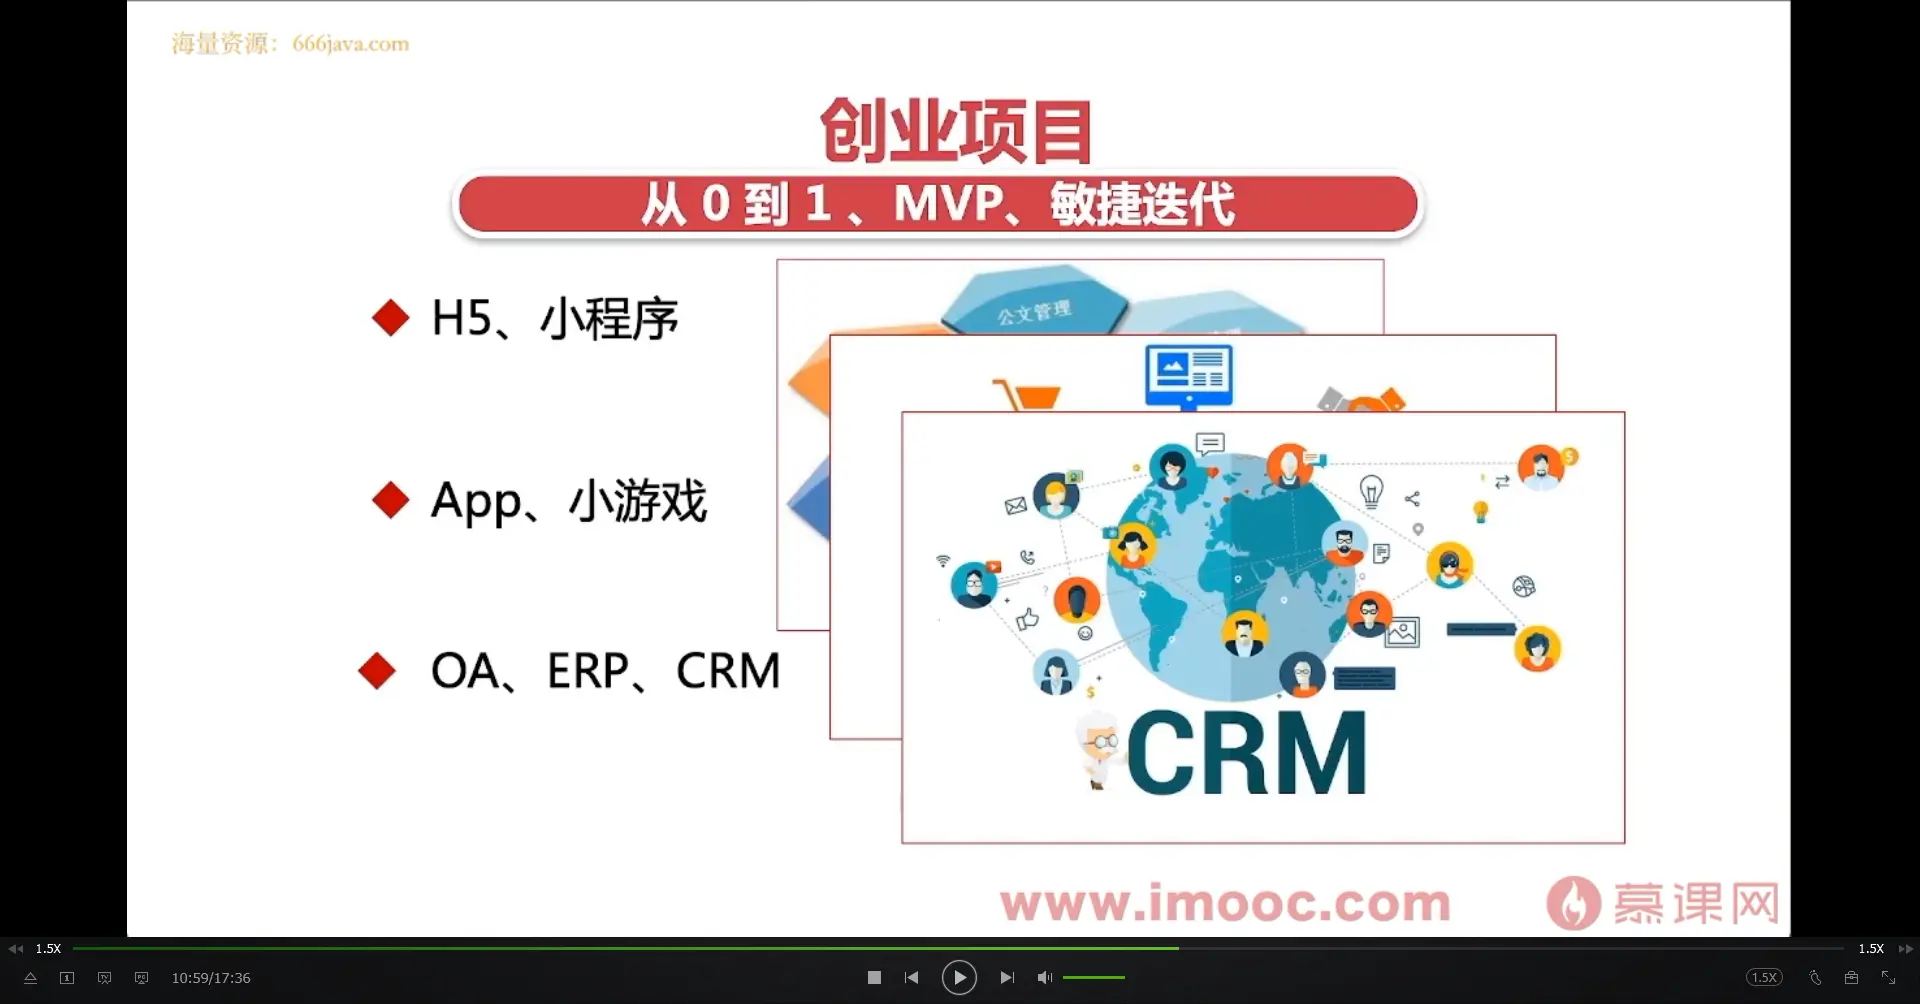 海量资源：666java.com
创业项目
从 0 到 1 、MVP、敏捷迭代
H5、小程序
公文管理
App、小游戏
OA、ERP、CRM
CRM
www.imooc.com
慕课网
1.5X
1.5X
10:59/17:36
1.5X